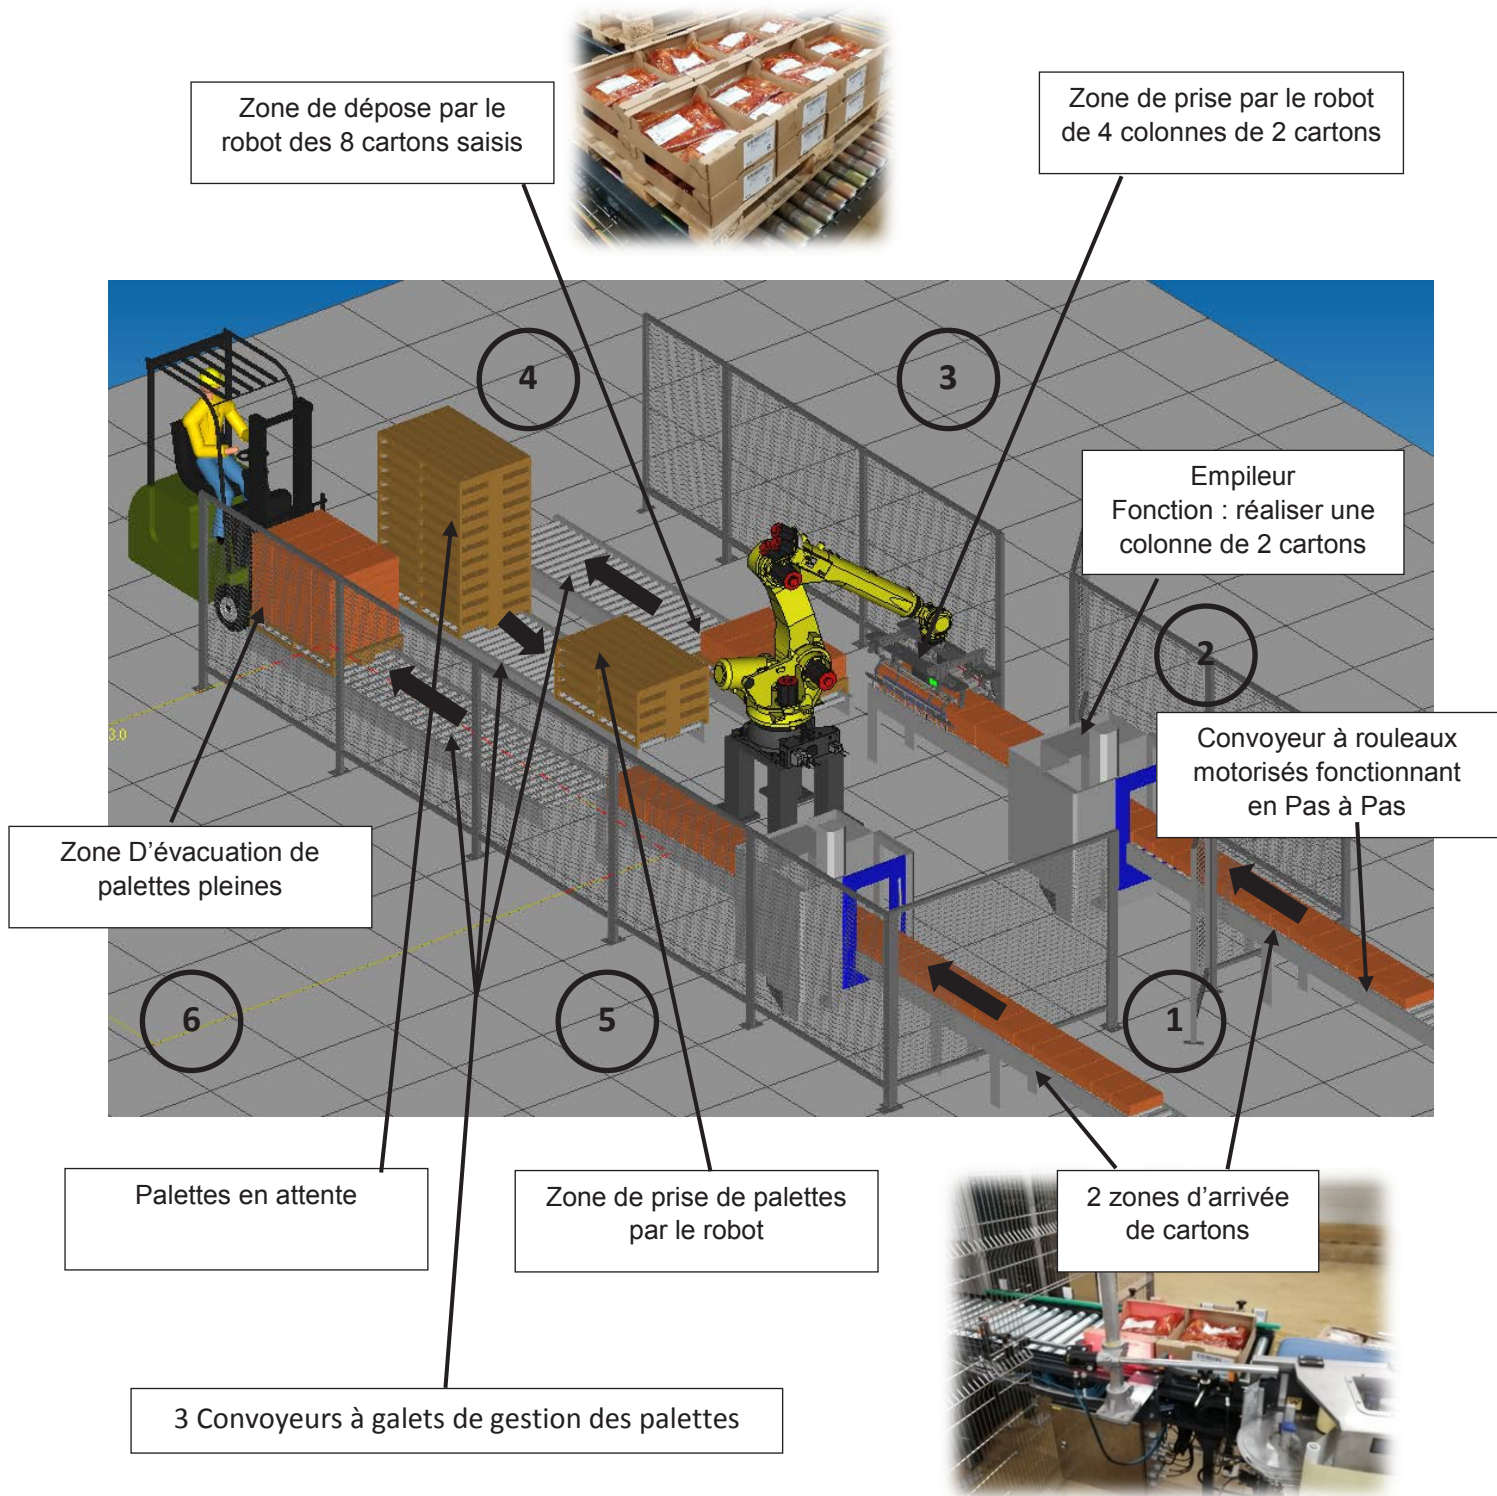 Zone de dépose par le
robot des 8 cartons saisis
Zone de prise par le robot
de 4 colonnes de 2 cartons
4
3
Empileur
Fonction : réaliser une
colonne de 2 cartons
2
Convoyeur à rouleaux
motorisés fonctionnant
en Pas à Pas
3.0
Zone D'évacuation de
palettes pleines
6
5
1
Palettes en attente
Zone de prise de palettes
par le robot
2 zones d'arrivée
de cartons
3 Convoyeurs à galets de gestion des palettes